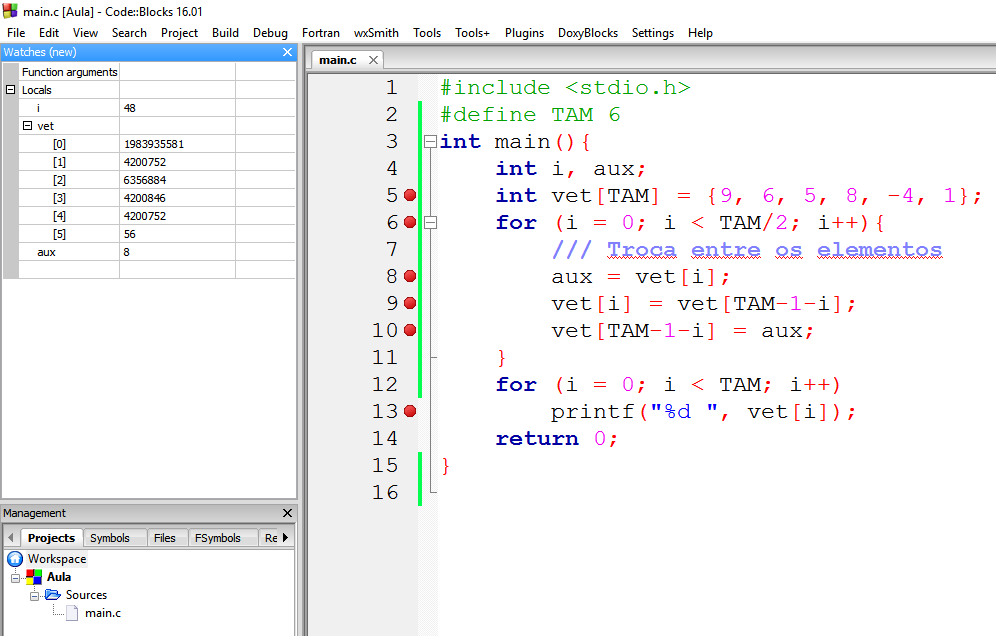 main.c [Aula] - Code::Blocks 16.01
File Edit View Search Project Build Debug Fortran wxSmith Tools Tools+ Plugins DoxyBlocks Settings Help
Watches (new)
Function arguments
Locals
i 48
vet
[0] 1983935581
[1] 4200752
[2] 6356884
[3] 4200846
[4] 4200752
[5] 56
aux 8
main.c
1 #include <stdio.h>
2 #define TAM 6
3 int main(){
4 int i, aux;
5 int vet[TAM] = {9, 6, 5, 8, -4, 1};
6 for (i = 0; i < TAM/2; i++){
7 /// Troca entre os elementos
8 aux = vet[i];
9 vet[i] = vet[TAM-1-i];
10 vet[TAM-1-i] = aux;
11 }
12 for (i = 0; i < TAM; i++)
13 printf("%d ", vet[i]);
14 return 0;
15 }
16
Management
Projects Symbols Files FSymbols Re
Workspace
Aula
Sources
main.c